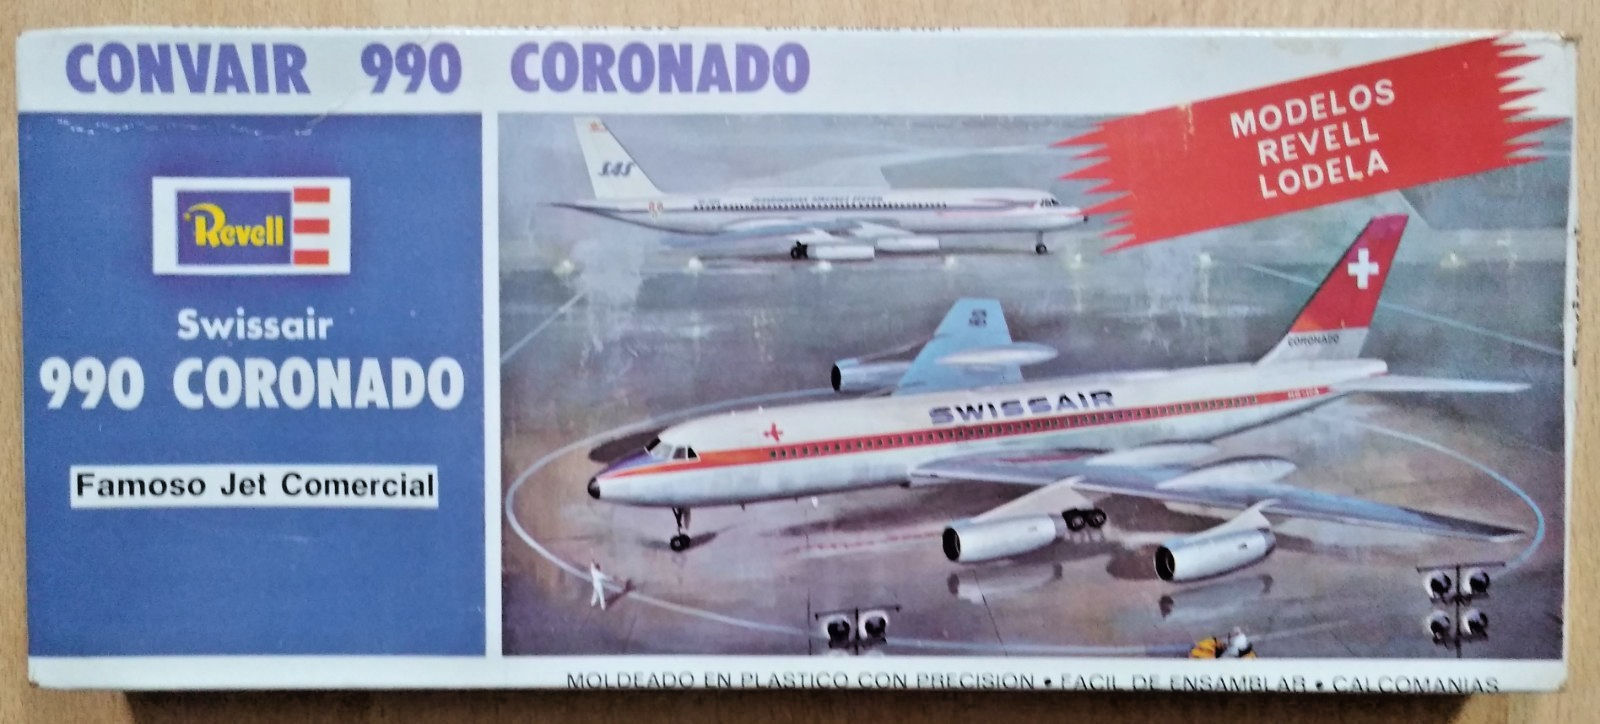 CONVAIR 990 CORONADO
MODELOS
REVELL
LODELA
Revell
Swissair
990 CORONADO
Famoso Jet Comercial
SAS
CORONADO
SWISSAIR
MOLDEADO EN PLASTICO CON PRECISION • FACIL DE ENSAMBLAR • CALCOMANIAS